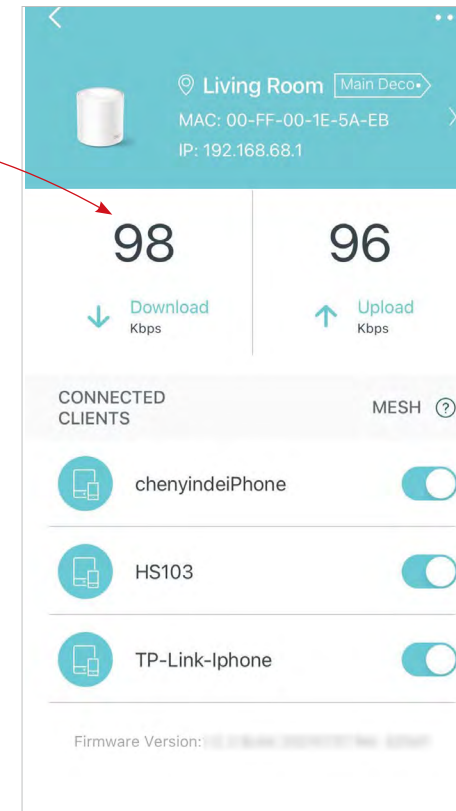 Living Room Main Deco
MAC: 00-FF-00-1E-5A-EB
IP: 192.168.68.1
98 96
Download Upload
Kbps Kbps
CONNECTED
CLIENTS
MESH ?
chenyindeiPhone
HS103
TP-Link-Iphone
Firmware Version: